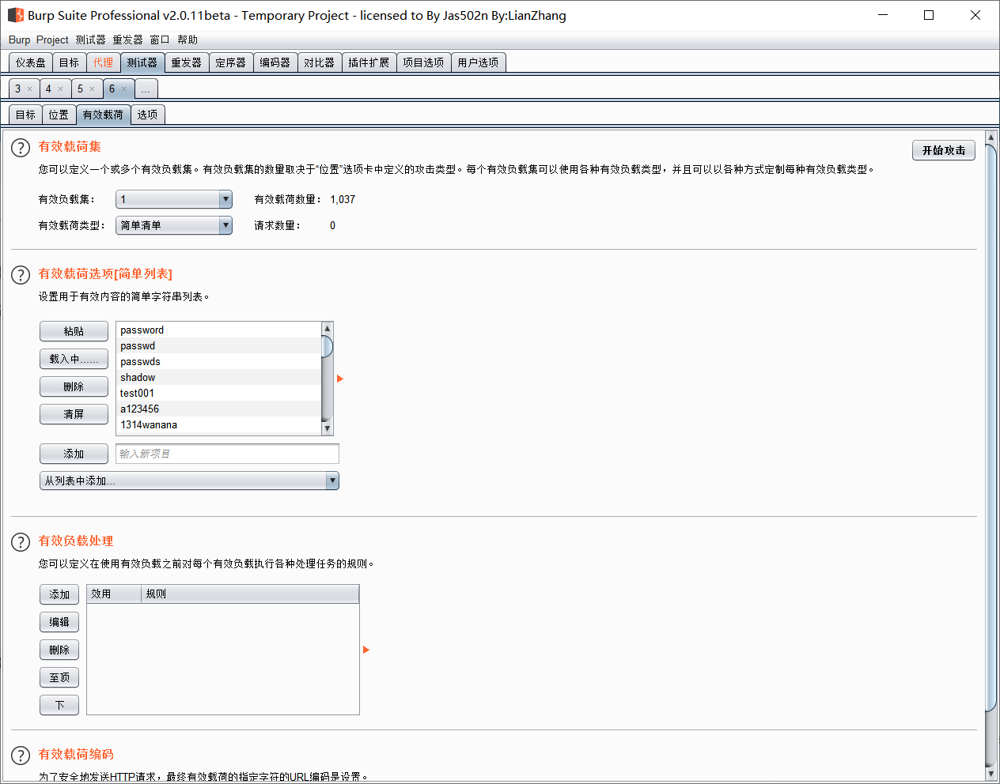 Burp Suite Professional v2.0.11beta - Temporary Project - licensed to By Jas502n By:LianZhang
Burp Project 测试器 重发器 窗口 帮助
仪表盘 目标 代理 测试器 重发器 定序器 编码器 对比器 插件扩展 项目选项 用户选项
3 × 4 × 5 × 6 × ...
目标 位置 有效载荷 选项
? 有效载荷集 开始攻击
您可以定义一个或多个有效负载集。有效负载集的数量取决于“位置”选项卡中定义的攻击类型。每个有效负载集可以使用各种有效负载类型，并且可以以各种方式定制每种有效负载类型。
有效负载集： 1 有效载荷数量： 1,037
有效载荷类型： 简单清单 请求数量： 0
? 有效载荷选项[简单列表]
设置用于有效内容的简单字符串列表。
粘贴 password
passwd
载入中...... passwds
shadow
删除 test001
a123456
清屏 1314wanana
添加 输入新项目
从列表中添加...
? 有效负载处理
您可以定义在使用有效负载之前对每个有效负载执行各种处理任务的规则。
添加 效用 规则
编辑
删除
至顶
下
? 有效载荷编码
为了安全地发送HTTP请求，最终有效载荷的指定字符的URL编码是设置。